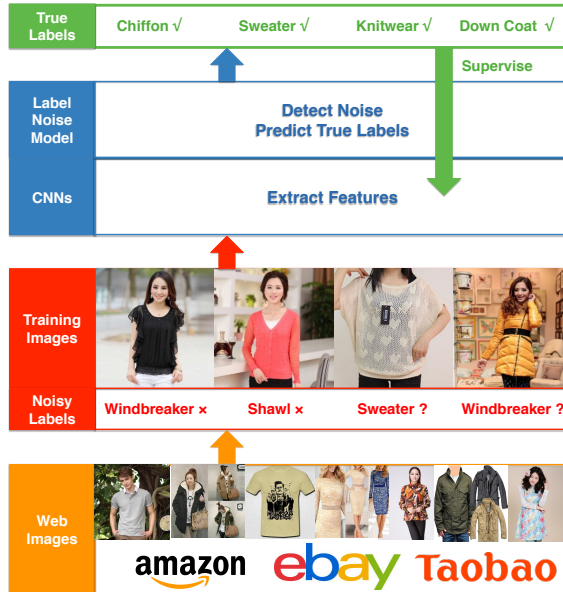 True
Labels
Chiffon √
Sweater √
Knitwear √
Down Coat √
Supervise
Label
Noise
Model
Detect Noise
Predict True Labels
CNNs
Extract Features
Training
Images
Noisy
Labels
Windbreaker ×
Shawl ×
Sweater ?
Windbreaker ?
Web
Images
amazon
ebay
Taobao